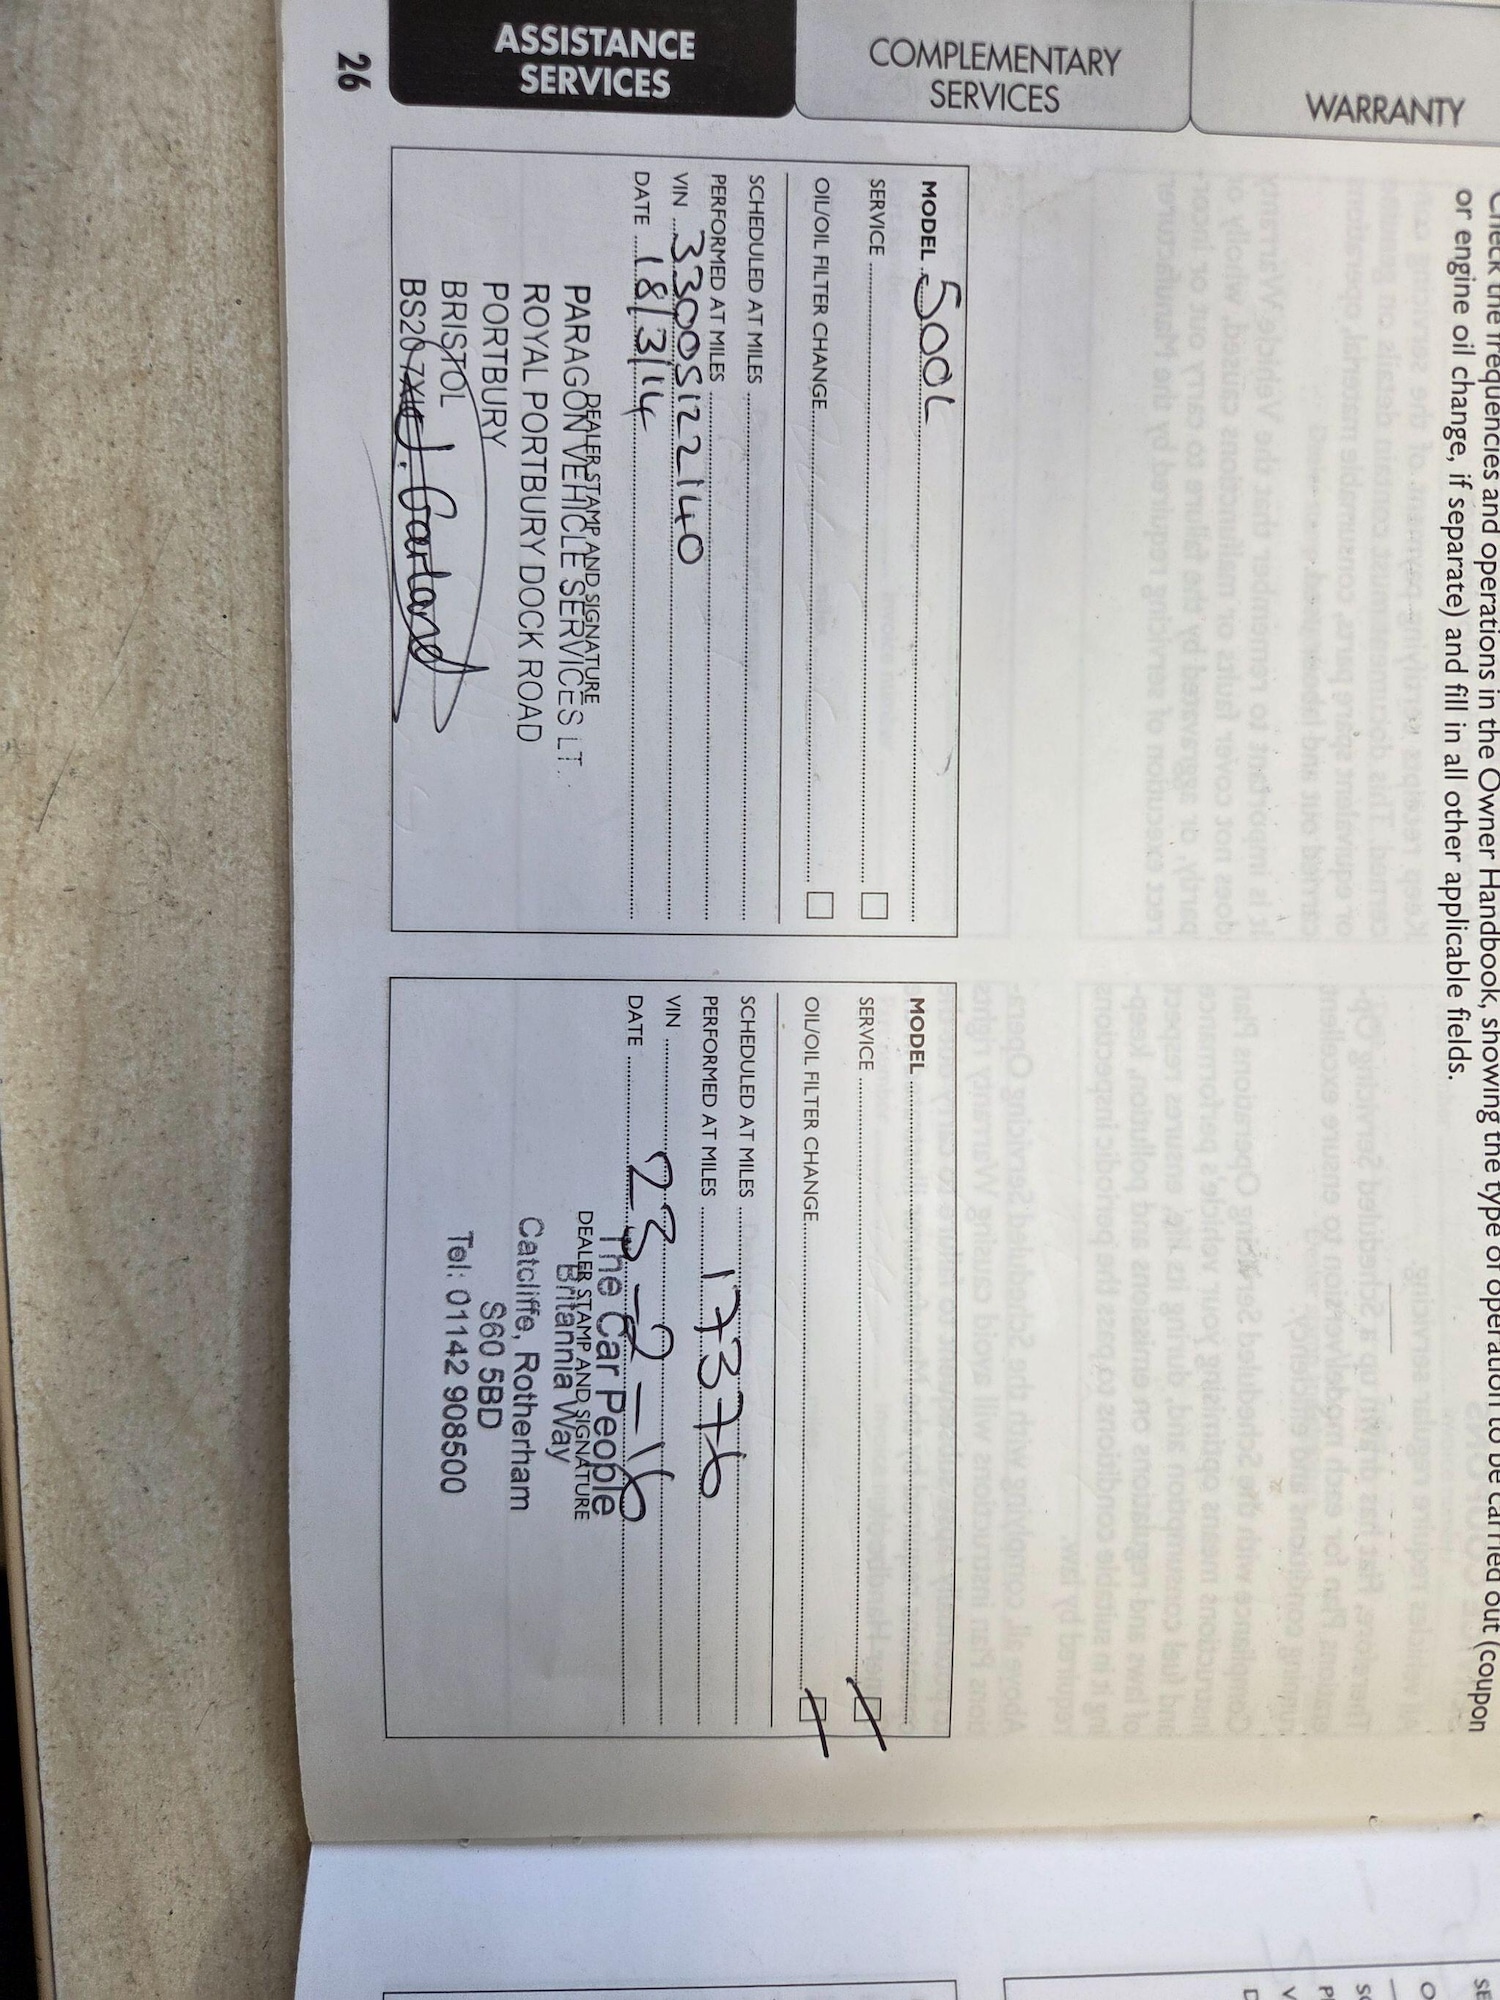 Check the frequencies and operations in the Owner Handbook, showing the type of operation to be carried out (coupon
or engine oil change, if separate) and fill in all other applicable fields.
WARRANTY
COMPLEMENTARY
SERVICES
ASSISTANCE
SERVICES
26
MODEL 500L
SERVICE
OIL/OIL FILTER CHANGE
SCHEDULED AT MILES
PERFORMED AT MILES
VIN 3300S122140
DATE 18/3/14
DEALER STAMP AND SIGNATURE
PARAGON VEHICLE SERVICES LT.
ROYAL PORTBURY DOCK ROAD
PORTBURY
BRISTOL
BS20
J. Garland
MODEL
SERVICE
OIL/OIL FILTER CHANGE
SCHEDULED AT MILES
PERFORMED AT MILES 17376
VIN
DATE 23-2-16
The Car People
DEALER STAMP AND SIGNATURE
Britannia Way
Catcliffe, Rotherham
S60 5BD
Tel: 01142 908500